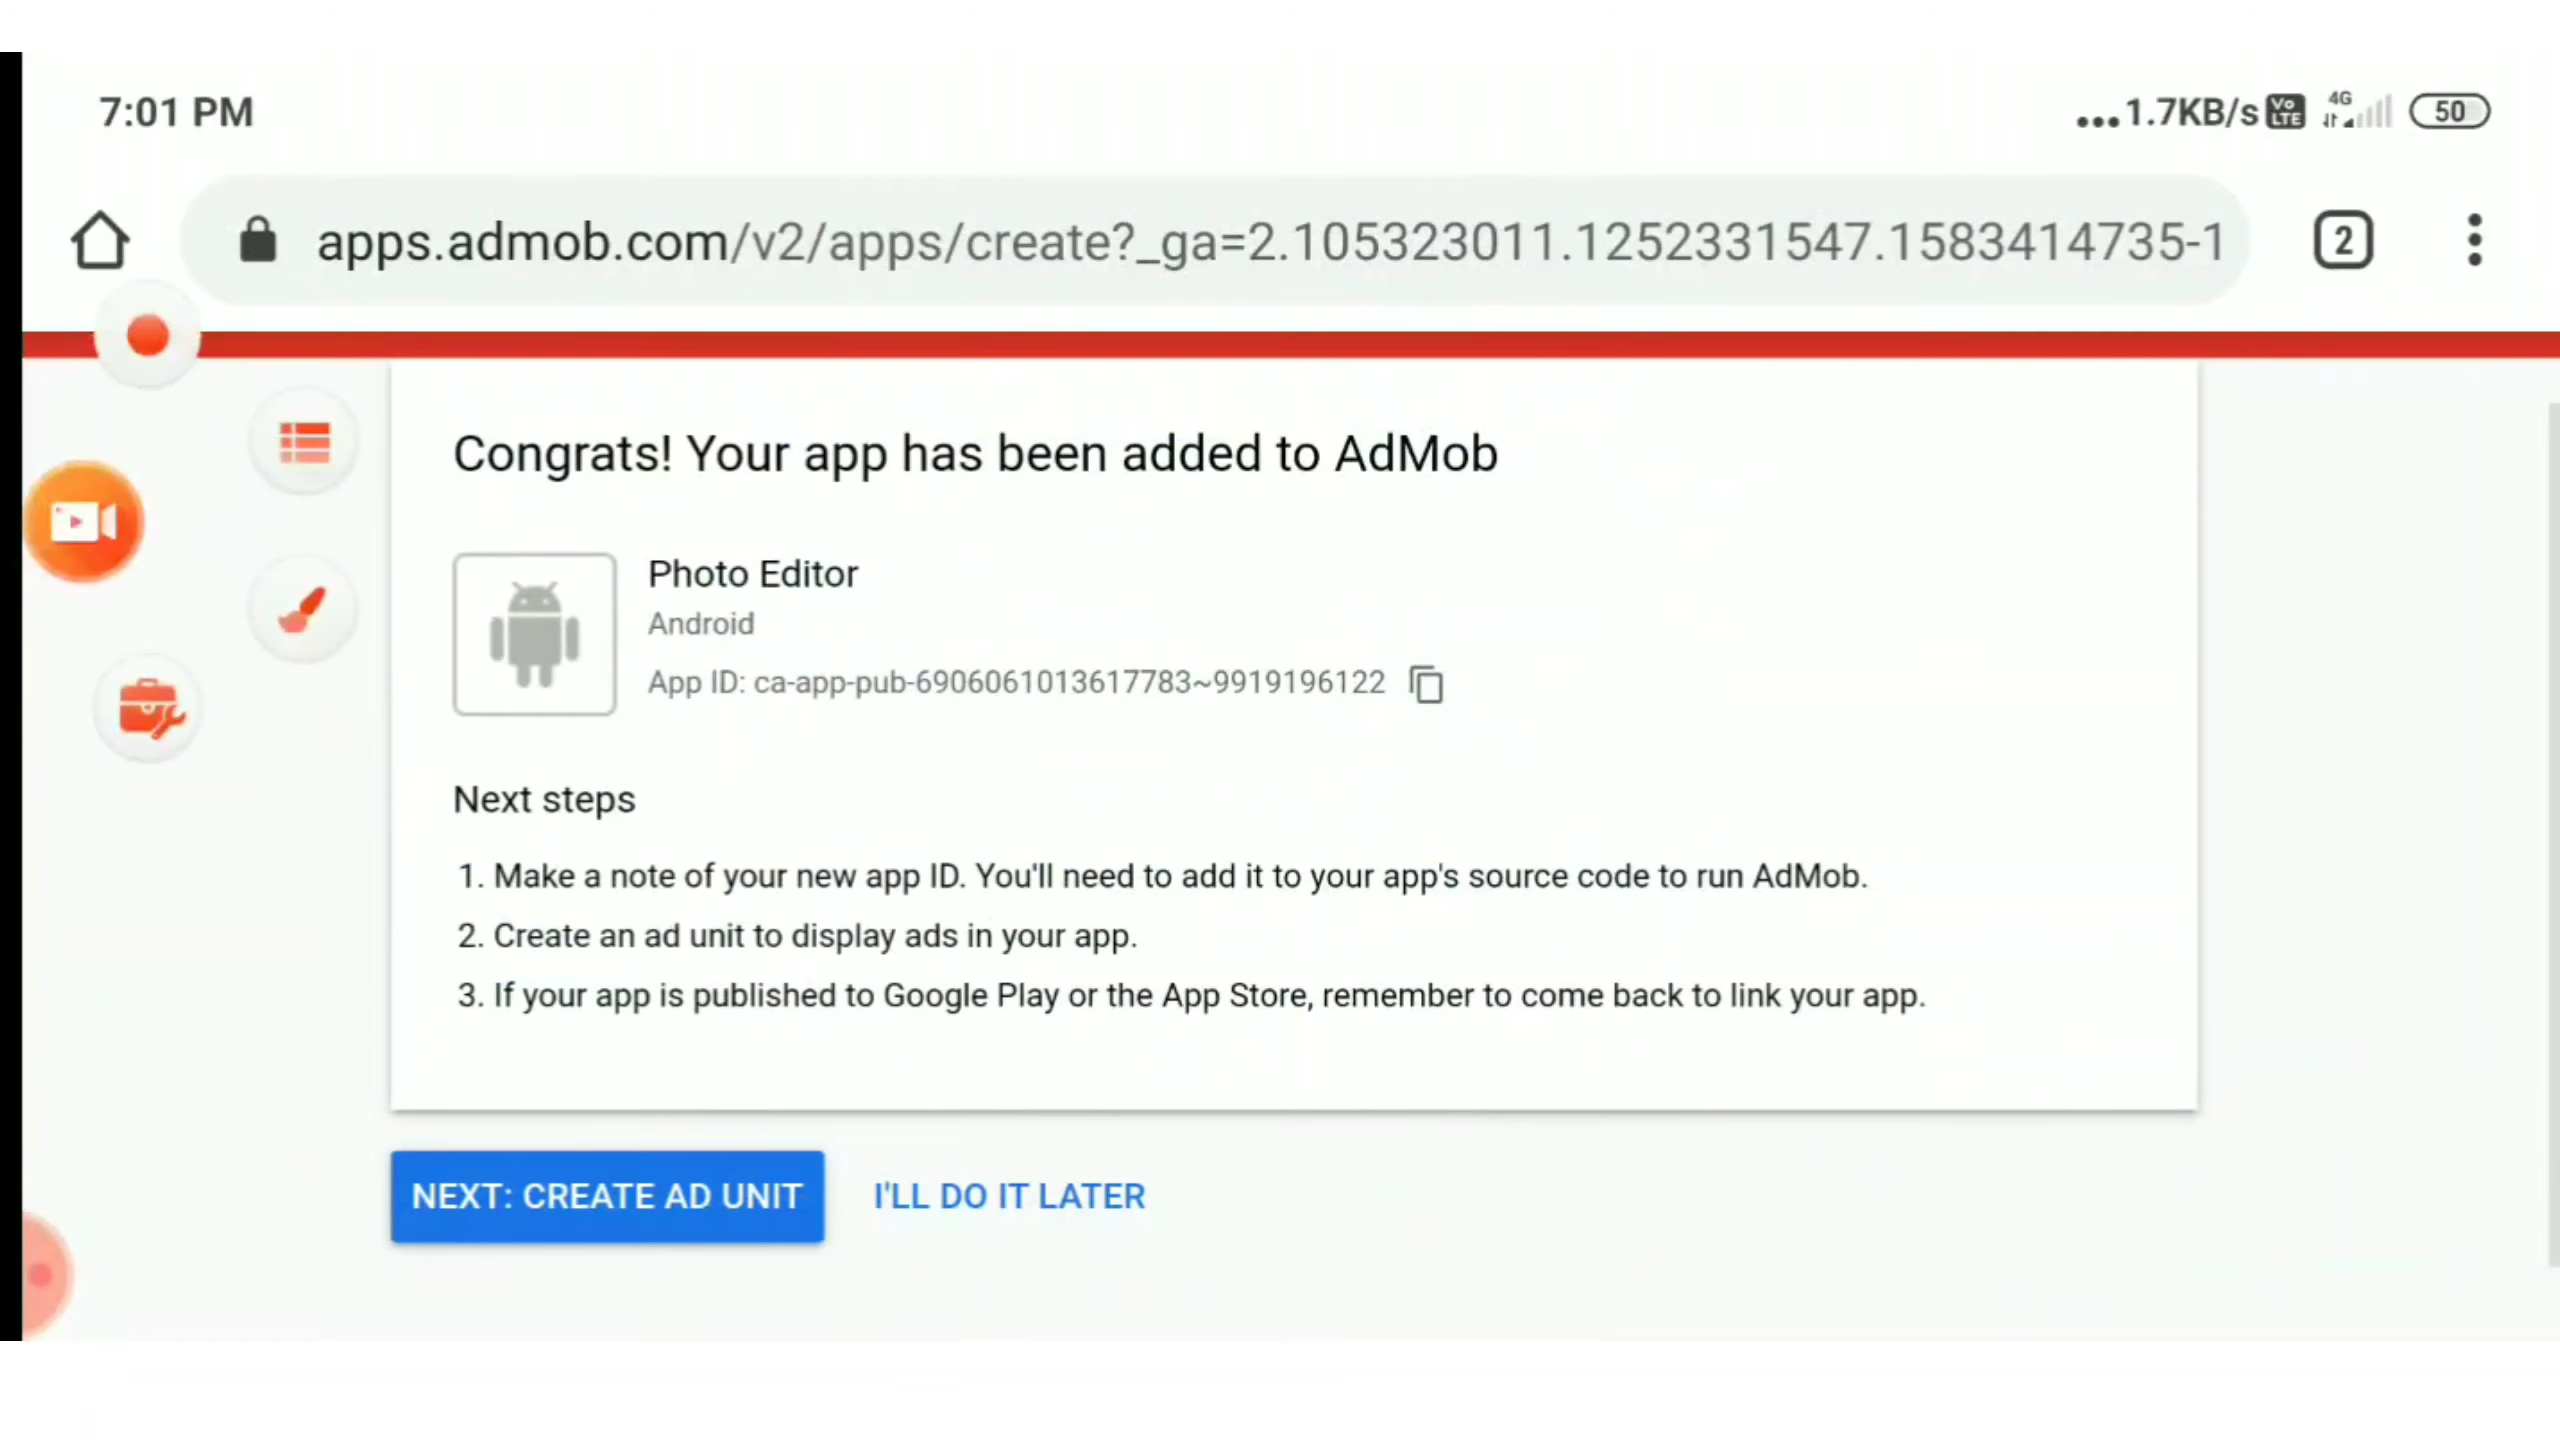 7:01 PM
...1.7KB/s Vo LTE 4G 50
apps.admob.com/v2/apps/create?_ga=2.105323011.1252331547.1583414735-1
2
Congrats! Your app has been added to AdMob
Photo Editor
Android
App ID: ca-app-pub-6906061013617783~9919196122
Next steps
1. Make a note of your new app ID. You'll need to add it to your app's source code to run AdMob.
2. Create an ad unit to display ads in your app.
3. If your app is published to Google Play or the App Store, remember to come back to link your app.
NEXT: CREATE AD UNIT
I'LL DO IT LATER